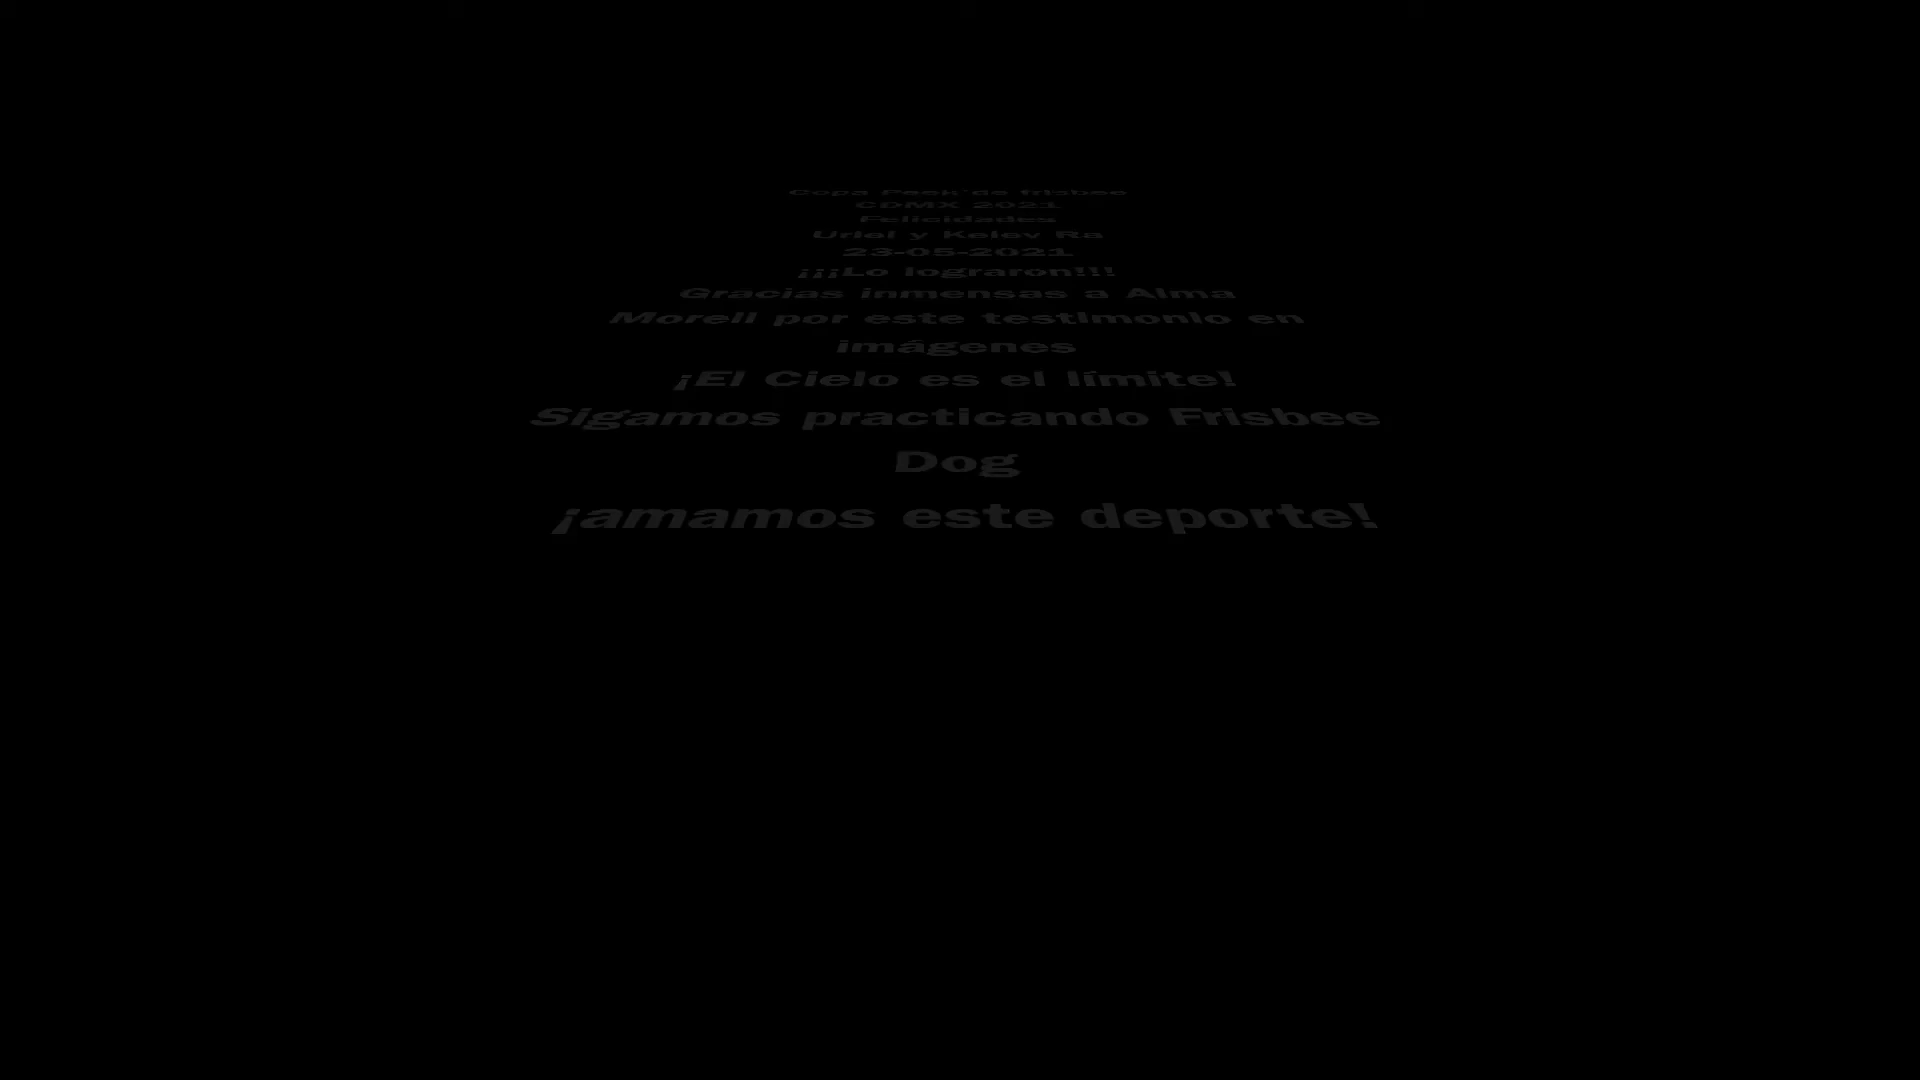 Copa Peek'de frisbee
CDMX 2021
Felicidades
Uriel y Kelev Ra
23-05-2021
¡¡¡Lo lograron!!!
Gracias inmensas a Alma
Morell por este testimonio en
imágenes
¡El Cielo es el límite!
Sigamos practicando Frisbee
Dog
¡amamos este deporte!